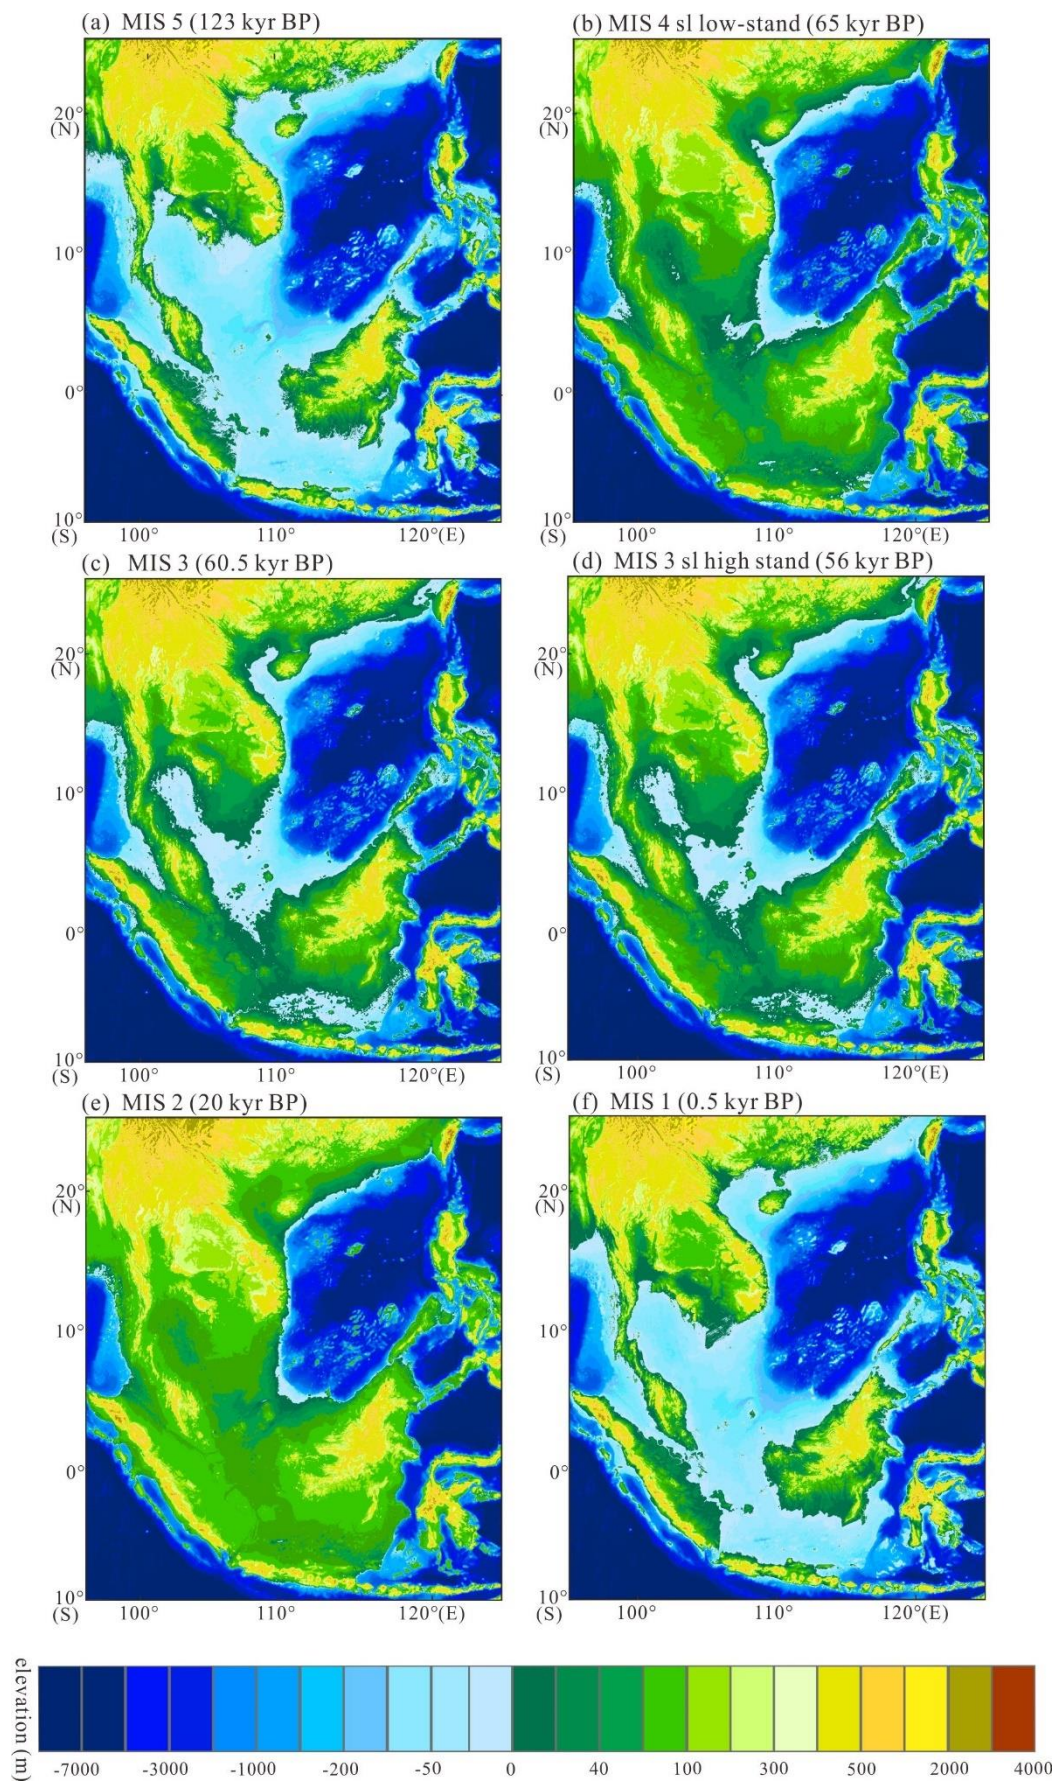 (a) MIS 5 (123 kyr BP)
(b) MIS 4 sl low-stand (65 kyr BP)
20°
(N)
10°
0°
10°
(S)
100°
110°
120°(E)
20°
(N)
10°
0°
10°
(S)
100°
110°
120°(E)
(c) MIS 3 (60.5 kyr BP)
(d) MIS 3 sl high stand (56 kyr BP)
20°
(N)
10°
0°
10°
(S)
100°
110°
120°(E)
20°
(N)
10°
0°
10°
(S)
100°
110°
120°(E)
(e) MIS 2 (20 kyr BP)
(f) MIS 1 (0.5 kyr BP)
20°
(N)
10°
0°
10°
(S)
100°
110°
120°(E)
20°
(N)
10°
0°
10°
(S)
100°
110°
120°(E)
elevation (m)
-7000
-3000
-1000
-200
-50
0
40
100
300
500
2000
4000